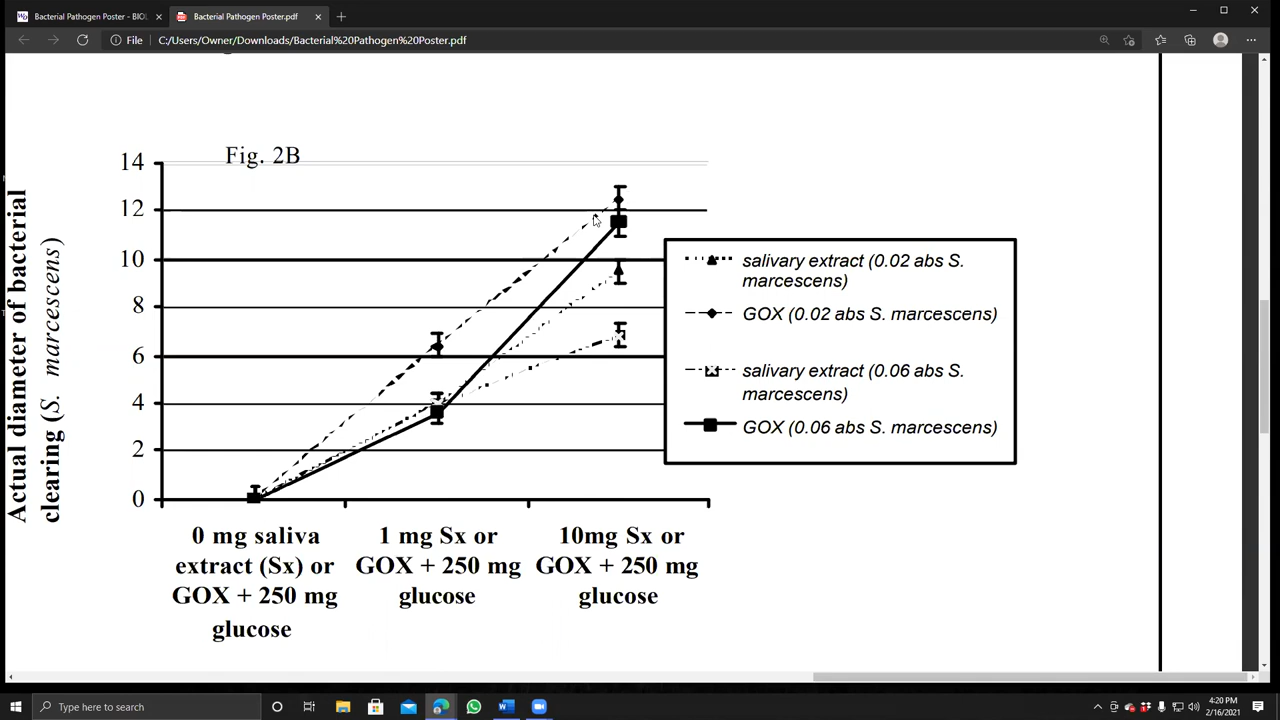 Bacterial Pathogen Poster - BIOL
Bacterial Pathogen Poster.pdf
File C:/Users/Owner/Downloads/Bacterial%20Pathogen%20Poster.pdf
Fig. 2B
14
12
10
8
6
4
2
0
Actual diameter of bacterial
clearing (S. marcescens)
salivary extract (0.02 abs S.
marcescens)
GOX (0.02 abs S. marcescens)
salivary extract (0.06 abs S.
marcescens)
GOX (0.06 abs S. marcescens)
0 mg saliva
extract (Sx) or
GOX + 250 mg
glucose
1 mg Sx or
GOX + 250 mg
glucose
10mg Sx or
GOX + 250 mg
glucose
Type here to search
4:20 PM
2/16/2021